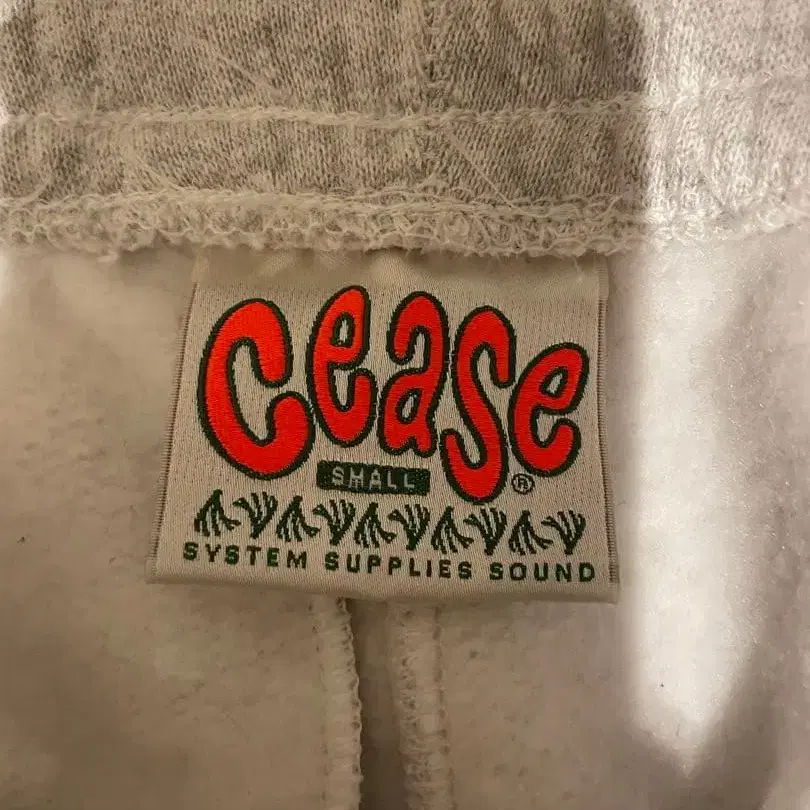 cease
SMALL
®
SYSTEM SUPPLIES SOUND